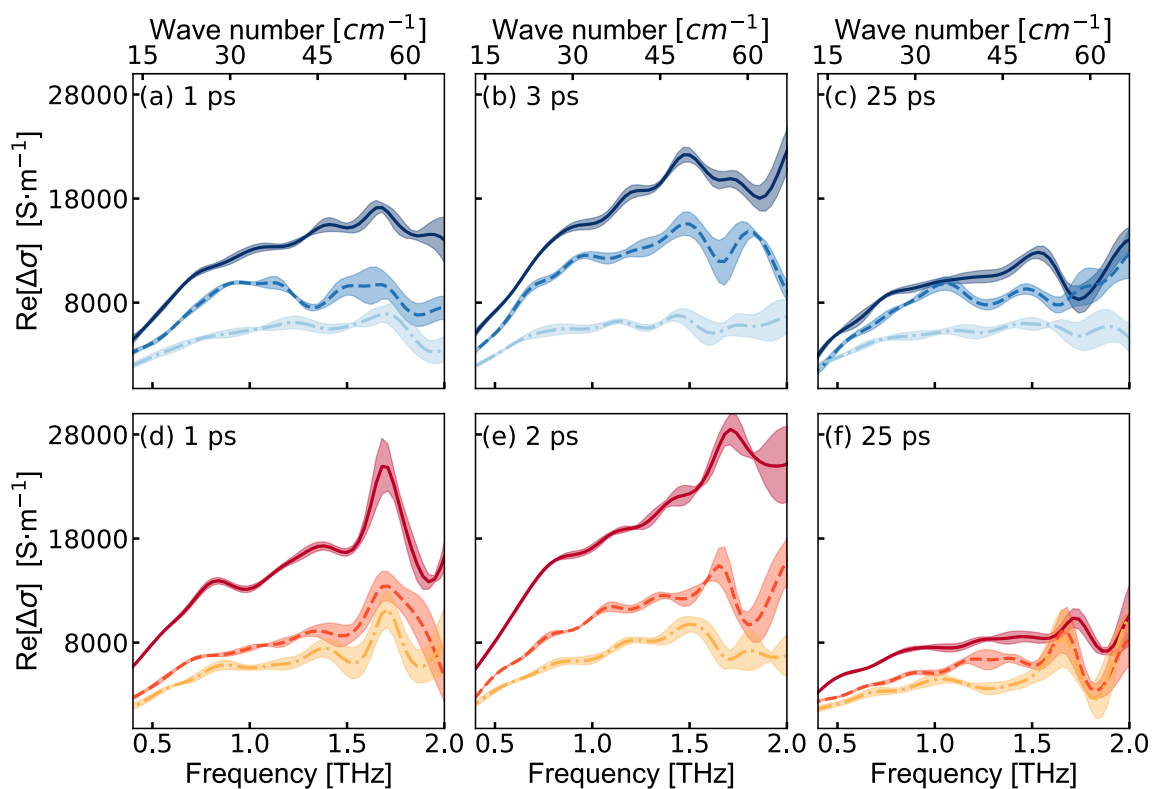 Wave number [cm⁻¹] Wave number [cm⁻¹] Wave number [cm⁻¹]
15 30 45 60 15 30 45 60 15 30 45 60
28000 (a) 1 ps (b) 3 ps (c) 25 ps
Re[Δσ] [S·m⁻¹]
18000
8000
28000 (d) 1 ps (e) 2 ps (f) 25 ps
Re[Δσ] [S·m⁻¹]
18000
8000
0.5 1.0 1.5 2.0 0.5 1.0 1.5 2.0 0.5 1.0 1.5 2.0
Frequency [THz] Frequency [THz] Frequency [THz]